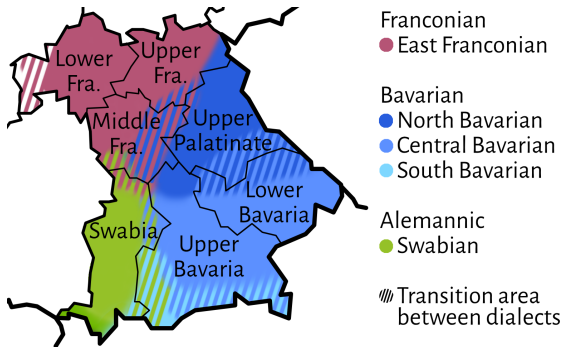 Lower
Fra.
Upper
Fra.
Middle
Fra.
Upper
Palatinate
Lower
Bavaria
Swabia
Upper
Bavaria
Franconian
East Franconian
Bavarian
North Bavarian
Central Bavarian
South Bavarian
Alemannic
Swabian
Transition area
between dialects